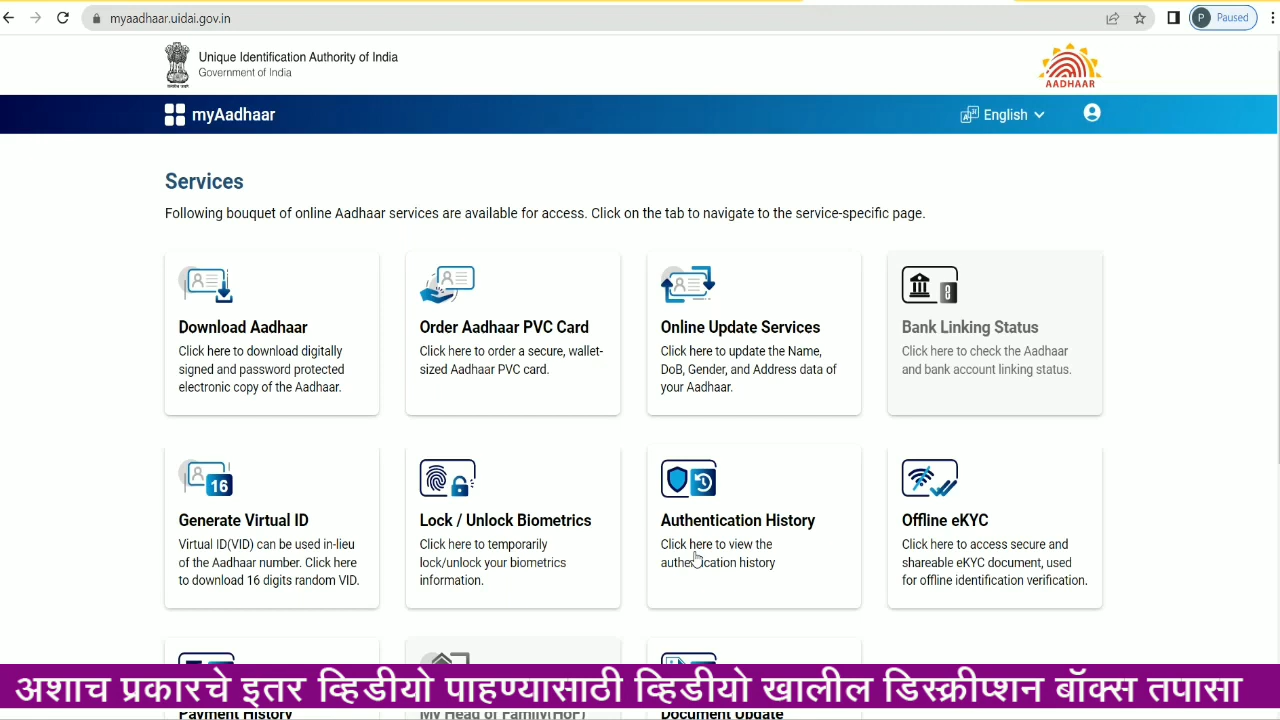 myaadhaar.uidai.gov.in
P Paused
Unique Identification Authority of India
Government of India
AADHAAR
myAadhaar
English
Services
Following bouquet of online Aadhaar services are available for access. Click on the tab to navigate to the service-specific page.
Download Aadhaar
Click here to download digitally
signed and password protected
electronic copy of the Aadhaar.
Order Aadhaar PVC Card
Click here to order a secure, wallet-
sized Aadhaar PVC card.
Online Update Services
Click here to update the Name,
DoB, Gender, and Address data of
your Aadhaar.
Bank Linking Status
Click here to check the Aadhaar
and bank account linking status.
16
Generate Virtual ID
Virtual ID(VID) can be used in-lieu
of the Aadhaar number. Click here
to download 16 digits random VID.
Lock / Unlock Biometrics
Click here to temporarily
lock/unlock your biometrics
information.
Authentication History
Click here to view the
authentication history
Offline eKYC
Click here to access secure and
shareable eKYC document, used
for offline identification verification.
अशाच प्रकारचे इतर व्हिडीयो पाहण्यासाठी व्हिडीयो खालील डिस्क्रीप्शन बॉक्स तपासा
Payment History
My Head of Family(HoF)
Document Update